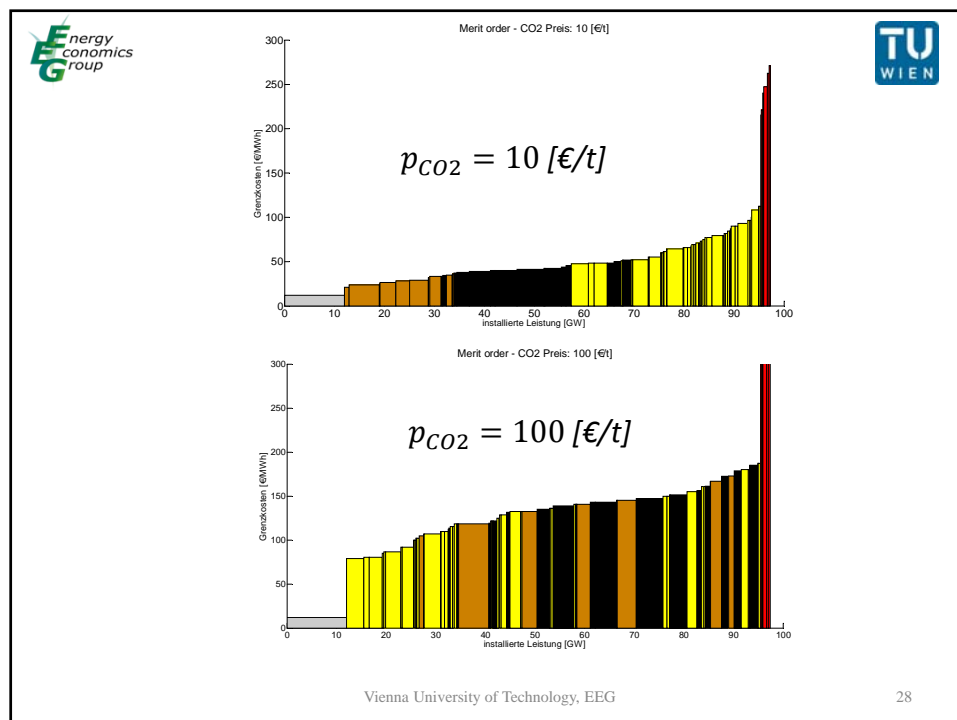 Energy
Economics
Group
TU
WIEN
Merit order - CO2 Preis: 10 [€/t]
300
250
200
150
100
50
0
Grenzkosten [€/MWh]
p_CO2 = 10 [€/t]
0 10 20 30 40 50 60 70 80 90 100
installierte Leistung [GW]
Merit order - CO2 Preis: 100 [€/t]
300
250
200
150
100
50
0
Grenzkosten [€/MWh]
p_CO2 = 100 [€/t]
0 10 20 30 40 50 60 70 80 90 100
installierte Leistung [GW]
Vienna University of Technology, EEG 28